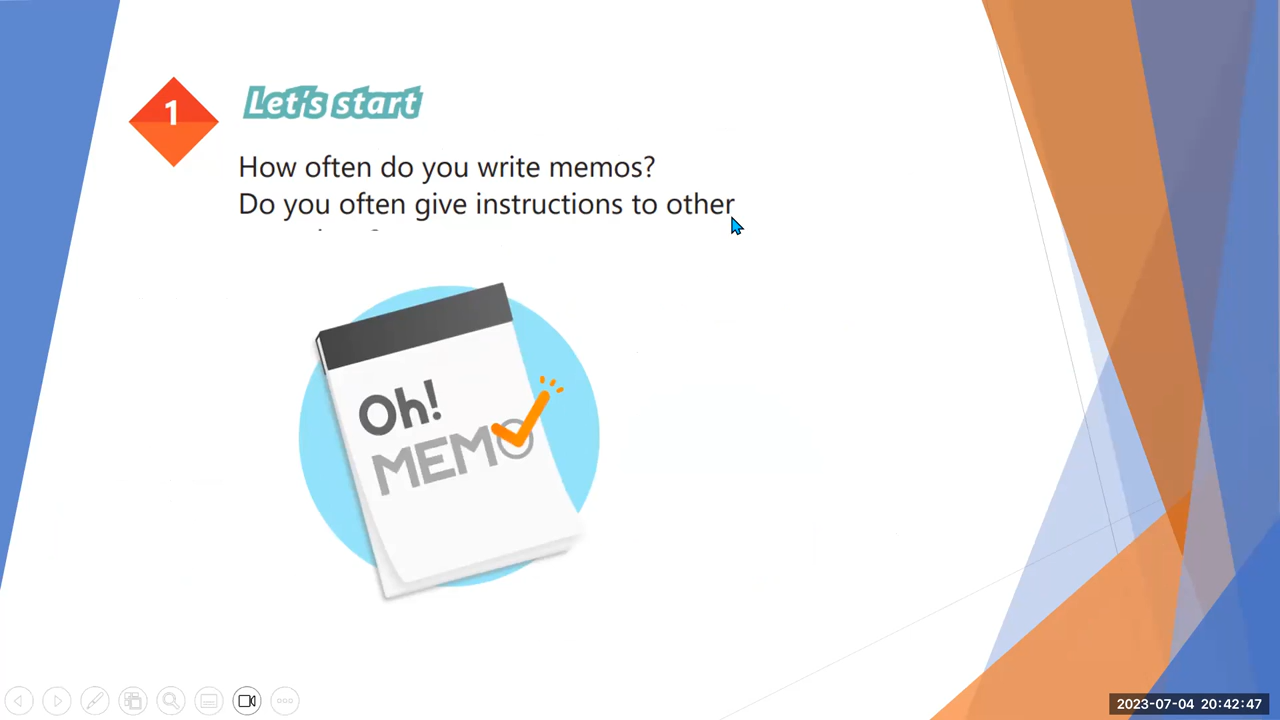 1
Let's start
How often do you write memos?
Do you often give instructions to other
Oh!
MEMO
2023-07-04 20:42:47